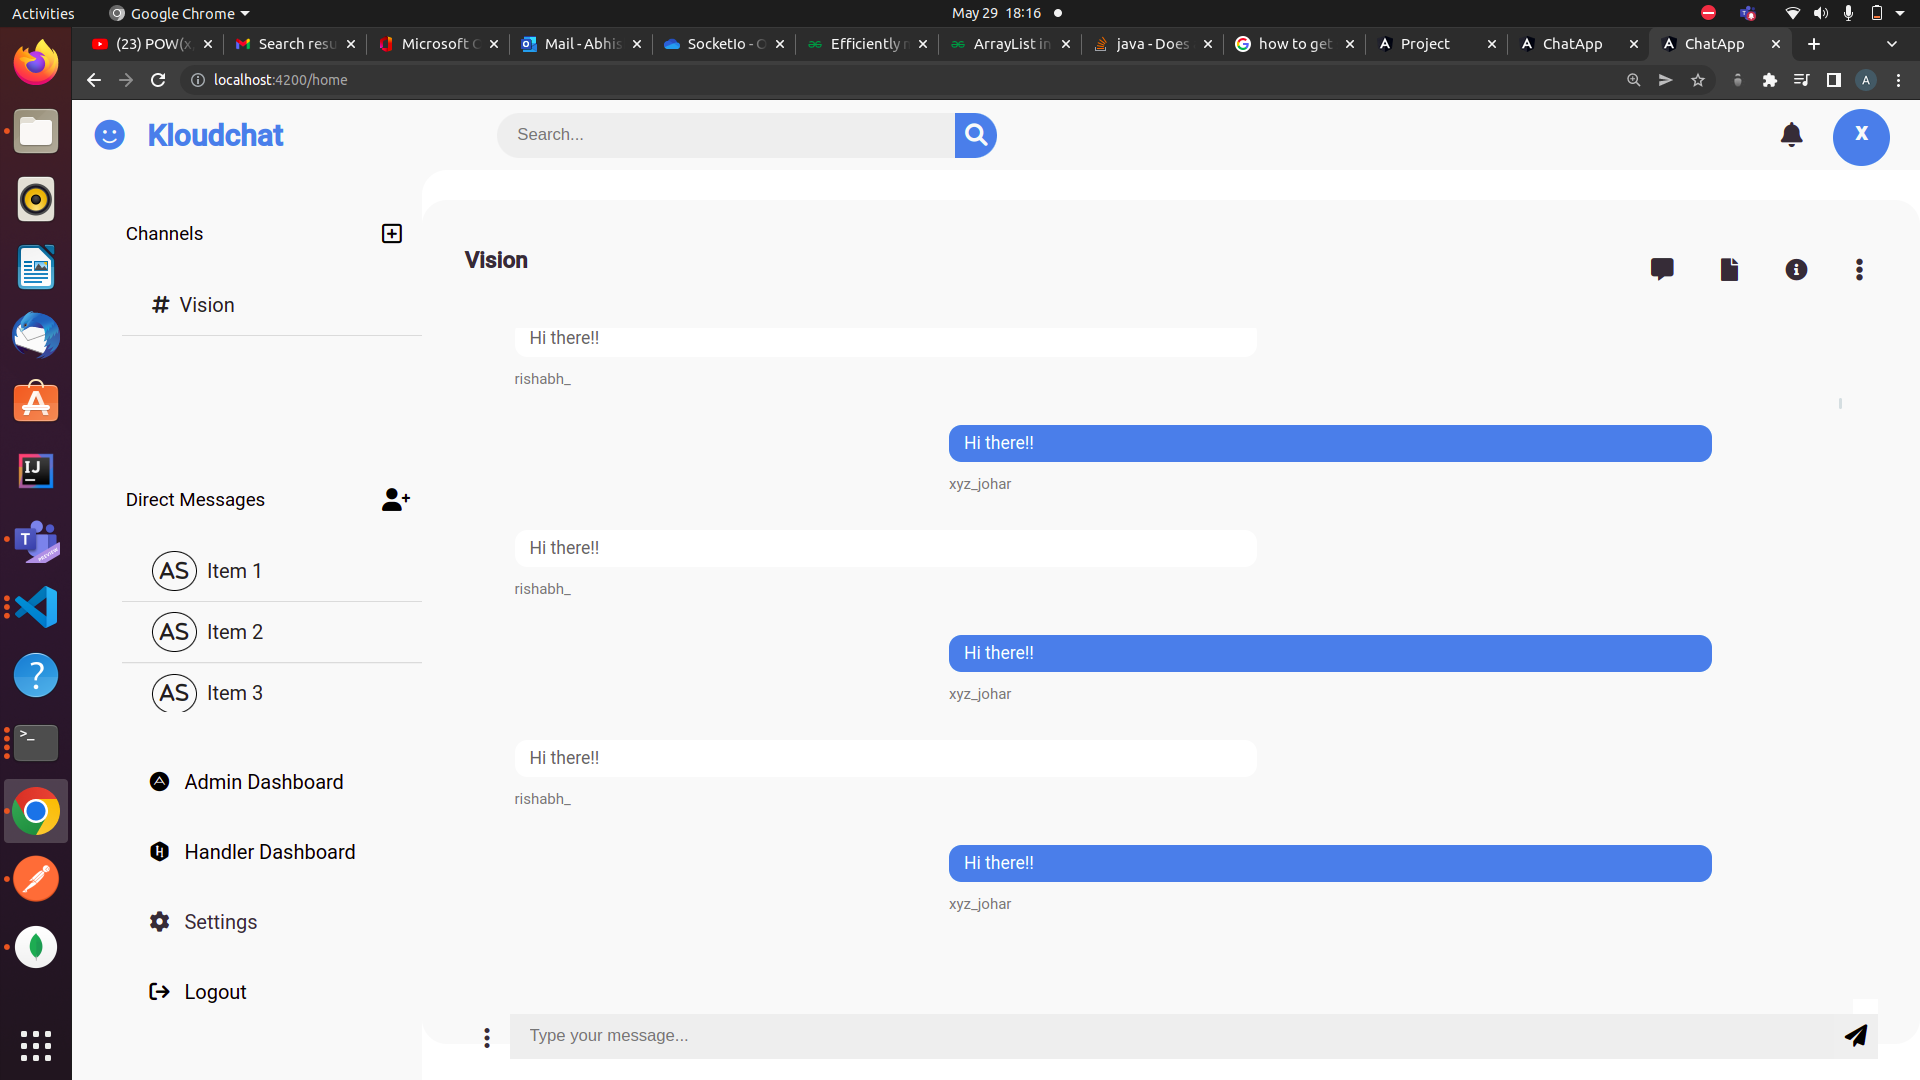 Activities Google Chrome May 29 18:16
(23) POW(x, Search resu Microsoft O Mail - Abhis SocketIo - O Efficiently ArrayList in java - Does how to get Project ChatApp ChatApp
localhost:4200/home A
Kloudchat Search... X
Channels
Vision
Direct Messages
AS Item 1
AS Item 2
AS Item 3
Admin Dashboard
Handler Dashboard
Settings
Logout
Vision
Hi there!!
rishabh_
Hi there!!
xyz_johar
Hi there!!
rishabh_
Hi there!!
xyz_johar
Hi there!!
rishabh_
Hi there!!
xyz_johar
Type your message...